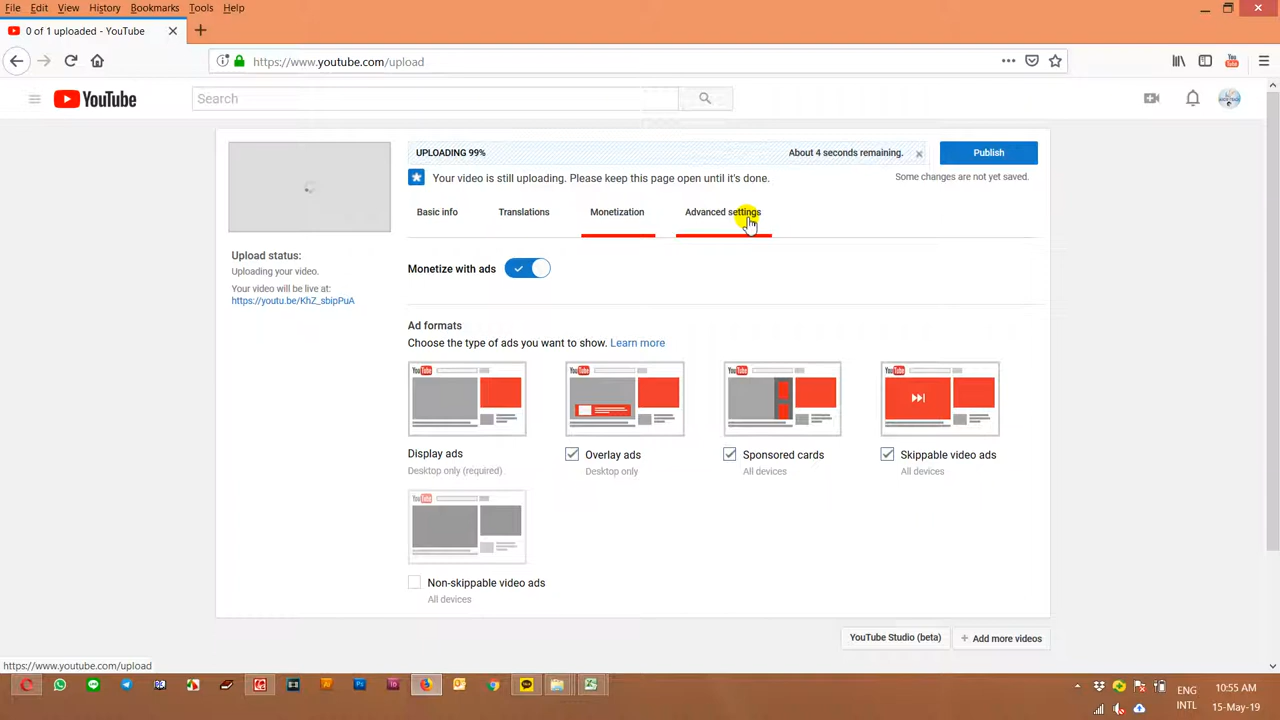 File Edit View History Bookmarks Tools Help
0 of 1 uploaded - YouTube
https://www.youtube.com/upload
YouTube
Search
UPLOADING 99% About 4 seconds remaining.
Publish
Your video is still uploading. Please keep this page open until it's done.
Some changes are not yet saved.
Basic info Translations Monetization Advanced settings
Upload status:
Uploading your video.
Your video will be live at:
https://youtu.be/KhZ_sbipPuA
Monetize with ads
Ad formats
Choose the type of ads you want to show. Learn more
Display ads
Desktop only (required)
Overlay ads
Desktop only
Sponsored cards
All devices
Skippable video ads
All devices
Non-skippable video ads
All devices
YouTube Studio (beta) + Add more videos
https://www.youtube.com/upload
ENG
INTL
10:55 AM
15-May-19